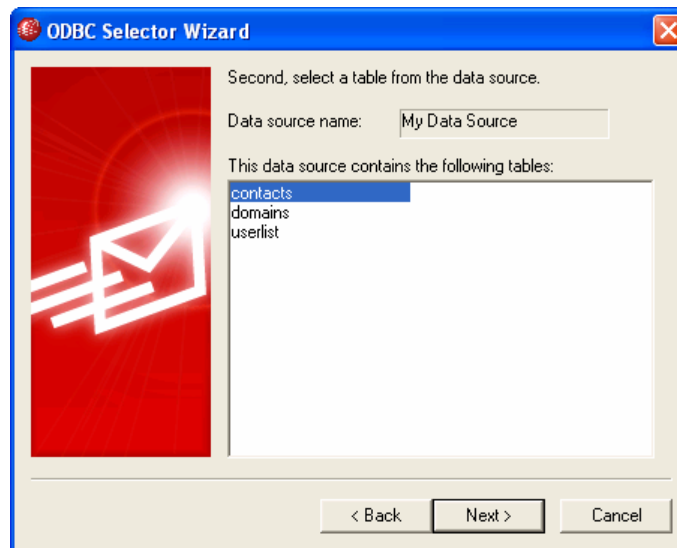 ODBC Selector Wizard
Second, select a table from the data source.
Data source name: My Data Source
This data source contains the following tables:
contacts
domains
userlist
< Back Next > Cancel